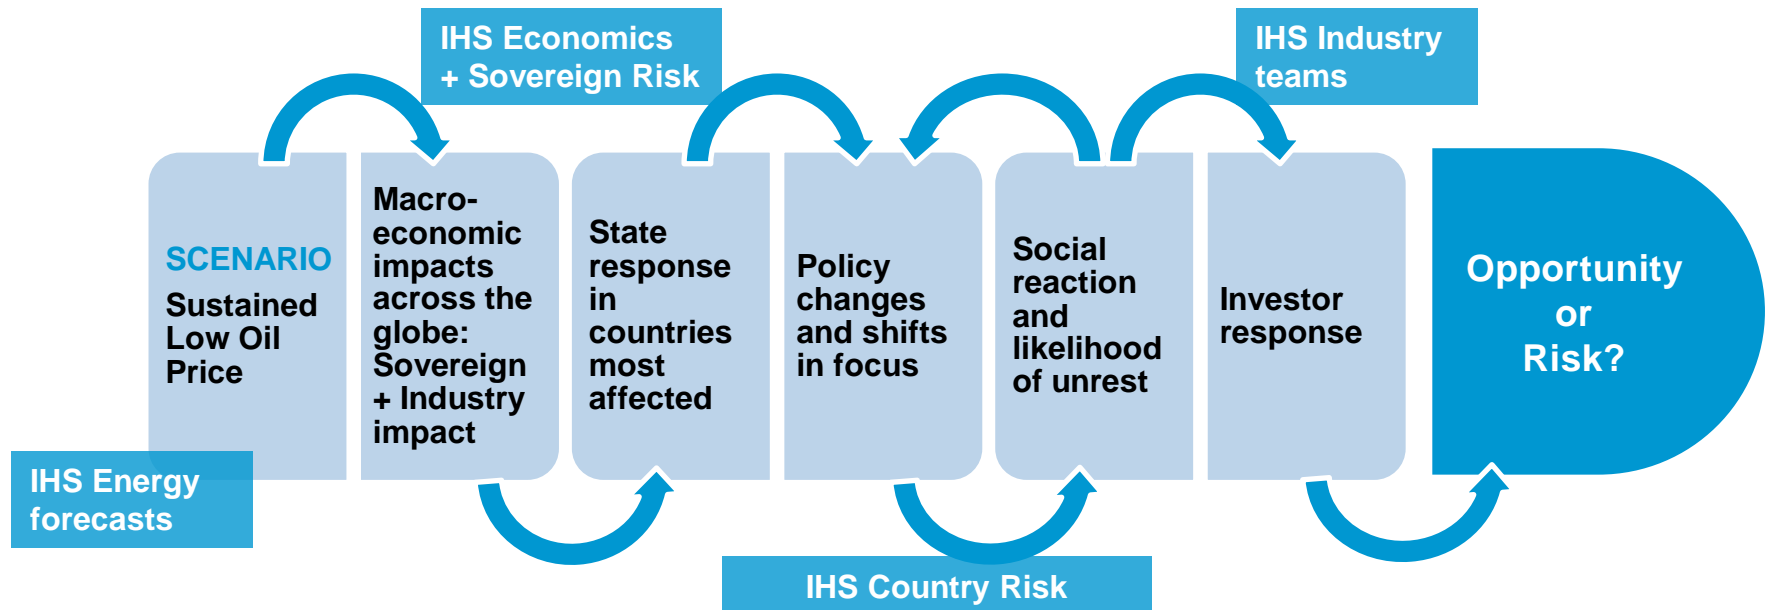 IHS Economics
+ Sovereign Risk
IHS Industry
teams
SCENARIO
Sustained
Low Oil
Price
Macro-
economic
impacts
across the
globe:
Sovereign
+ Industry
impact
State
response
in
countries
most
affected
Policy
changes
and shifts
in focus
Social
reaction
and
likelihood
of unrest
Investor
response
Opportunity
or
Risk?
IHS Energy
forecasts
IHS Country Risk